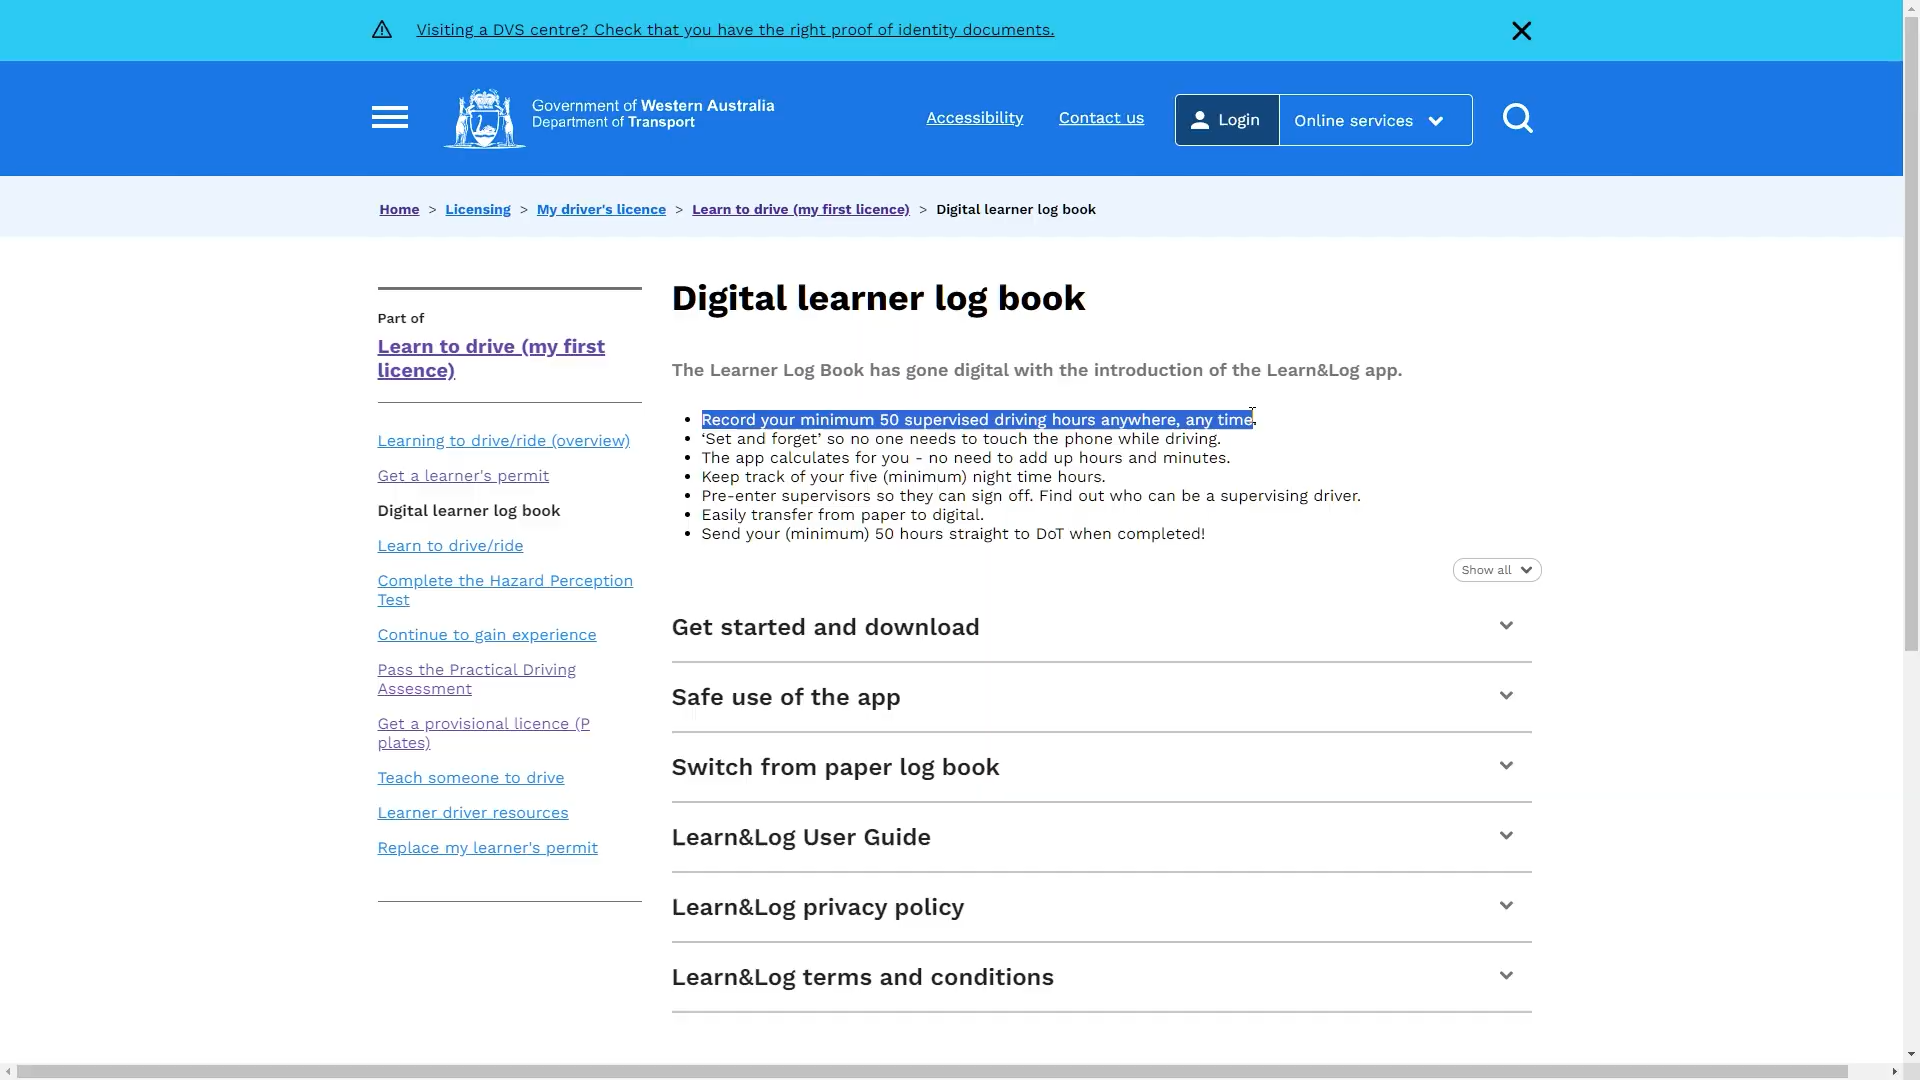 Visiting a DVS centre? Check that you have the right proof of identity documents.
Government of Western Australia
Department of Transport
Accessibility
Contact us
Login
Online services
Home > Licensing > My driver's licence > Learn to drive (my first licence) > Digital learner log book
Part of
Learn to drive (my first
licence)
Learning to drive/ride (overview)
Get a learner's permit
Digital learner log book
Learn to drive/ride
Complete the Hazard Perception
Test
Continue to gain experience
Pass the Practical Driving
Assessment
Get a provisional licence (P
plates)
Teach someone to drive
Learner driver resources
Replace my learner's permit
Digital learner log book
The Learner Log Book has gone digital with the introduction of the Learn&Log app.
• Record your minimum 50 supervised driving hours anywhere, any time.
• ‘Set and forget’ so no one needs to touch the phone while driving.
• The app calculates for you - no need to add up hours and minutes.
• Keep track of your five (minimum) night time hours.
• Pre-enter supervisors so they can sign off. Find out who can be a supervising driver.
• Easily transfer from paper to digital.
• Send your (minimum) 50 hours straight to DoT when completed!
Show all
Get started and download
Safe use of the app
Switch from paper log book
Learn&Log User Guide
Learn&Log privacy policy
Learn&Log terms and conditions